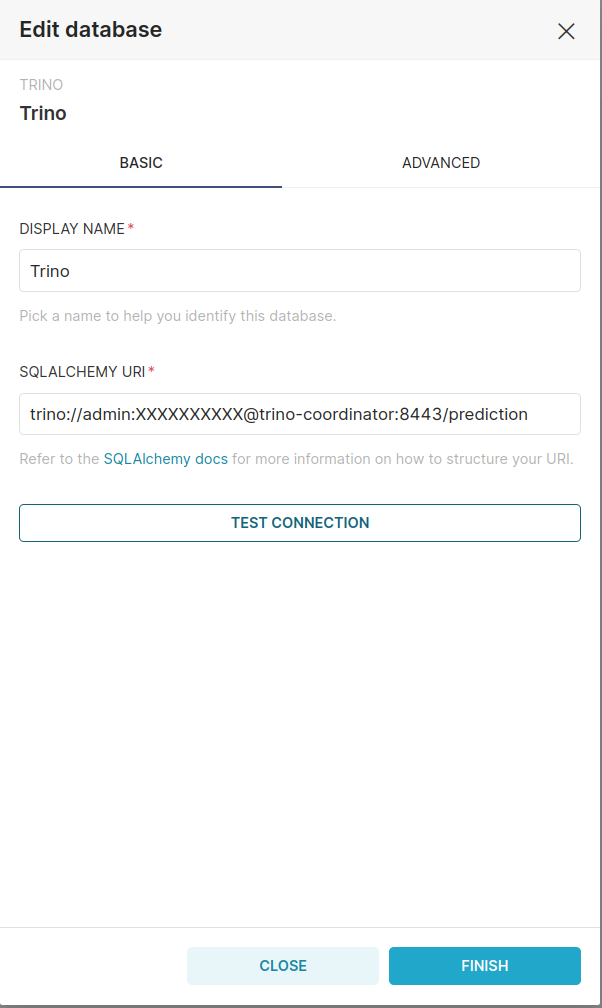 Edit database
TRINO
Trino
BASIC ADVANCED
DISPLAY NAME *
Trino
Pick a name to help you identify this database.
SQLALCHEMY URI *
trino://admin:XXXXXXXXXX@trino-coordinator:8443/prediction
Refer to the SQLAlchemy docs for more information on how to structure your URI.
TEST CONNECTION
CLOSE FINISH